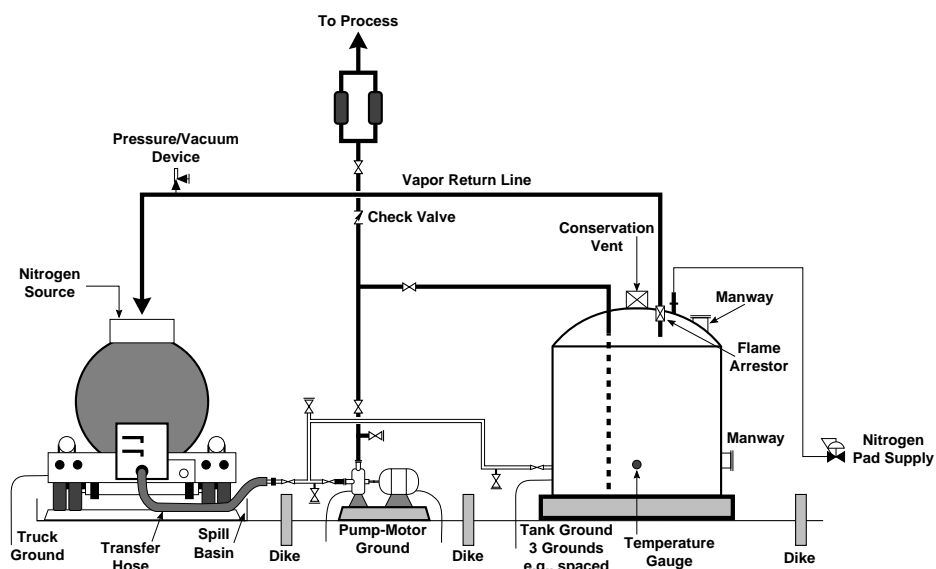 To Process
Pressure/Vacuum
Device
Vapor Return Line
Check Valve
Conservation
Vent
Nitrogen
Source
Manway
Flame
Arrestor
Manway
Nitrogen
Pad Supply
Truck
Ground
Transfer
Hose
Spill
Basin
Dike
Pump-Motor
Ground
Dike
Tank Ground
3 Grounds
e.g., spaced
Temperature
Gauge
Dike